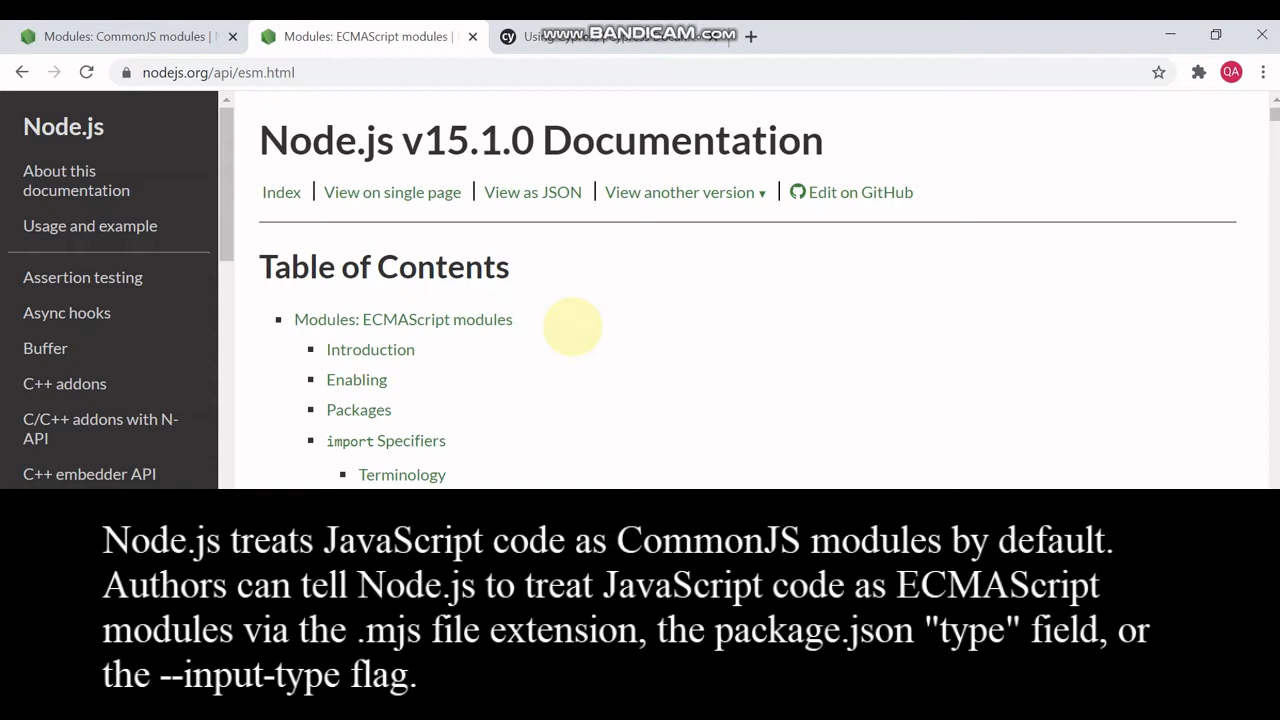 Modules: CommonJS modules |
Modules: ECMAScript modules |
Using Cypress | Cypress Docume
www.BANDICAM.com
nodejs.org/api/esm.html
QA
Node.js
About this
documentation
Usage and example
Assertion testing
Async hooks
Buffer
C++ addons
C/C++ addons with N-
API
C++ embedder API
Node.js v15.1.0 Documentation
Index | View on single page | View as JSON | View another version ▼ | Edit on GitHub
Table of Contents
Modules: ECMAScript modules
Introduction
Enabling
Packages
import Specifiers
Terminology
Node.js treats JavaScript code as CommonJS modules by default.
Authors can tell Node.js to treat JavaScript code as ECMAScript
modules via the .mjs file extension, the package.json "type" field, or
the --input-type flag.